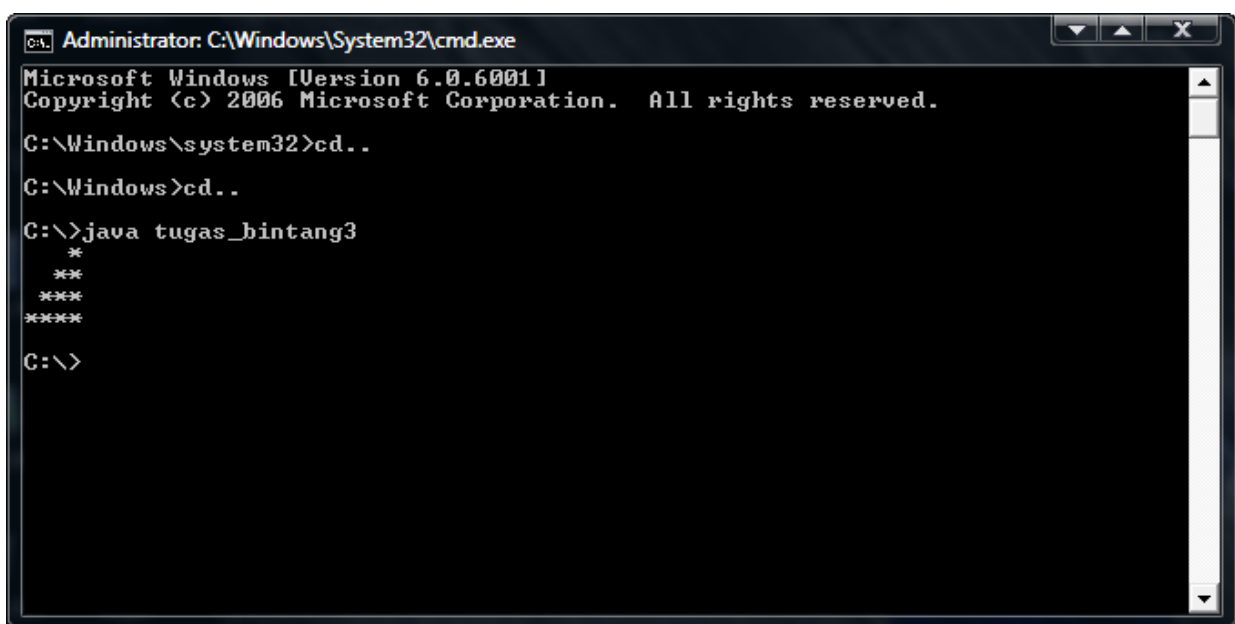 Administrator: C:\Windows\System32\cmd.exe
Microsoft Windows [Version 6.0.6001]
Copyright (c) 2006 Microsoft Corporation.  All rights reserved.
C:\Windows\system32>cd..
C:\Windows>cd..
C:\>java tugas_bintang3
   *
  **
 ***
****
C:\>